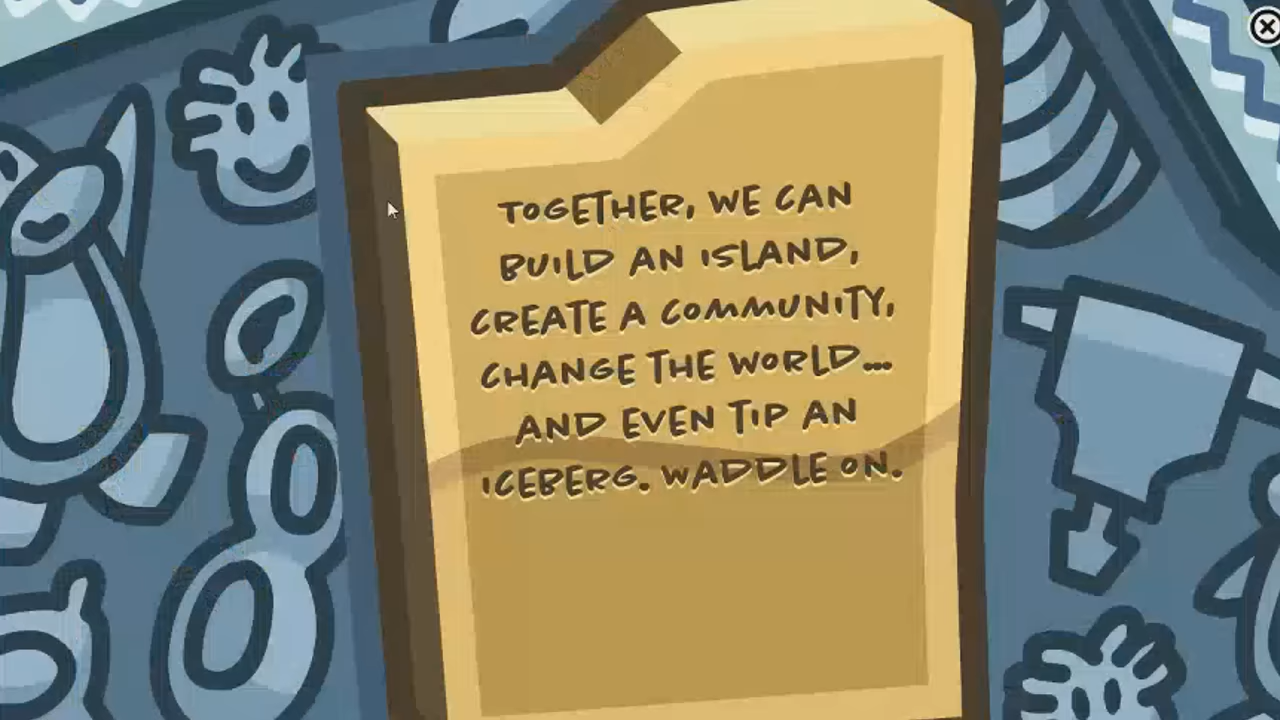 TOGETHER, WE CAN
BUILD AN ISLAND,
CREATE A COMMUNITY,
CHANGE THE WORLD...
AND EVEN TIP AN
ICEBERG. WADDLE ON.